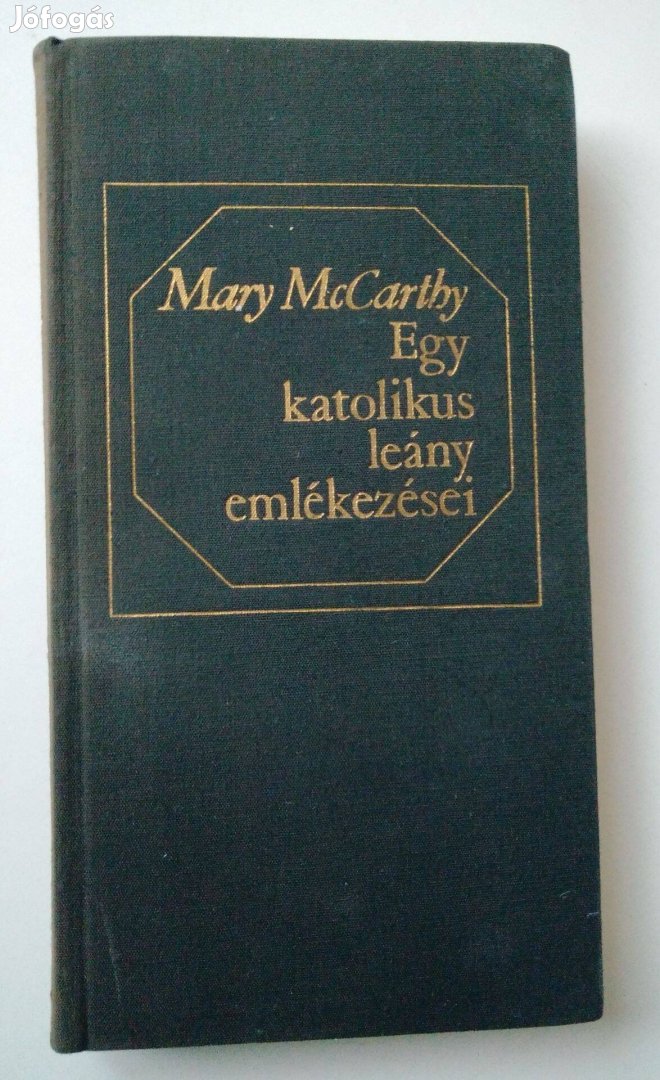 Jófogás
Mary McCarthy
Egy
katolikus
leány
emlékezései